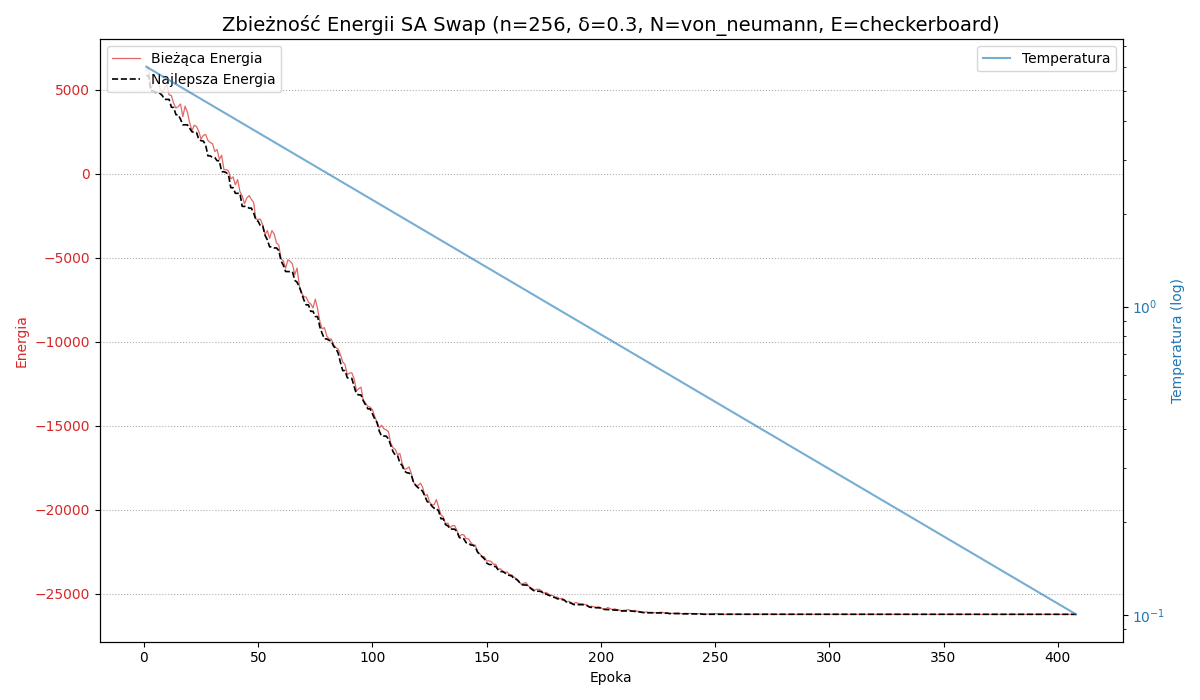 Zbieżność Energii SA Swap (n=256, δ=0.3, N=von_neumann, E=checkerboard)
Bieżąca Energia
Najlepsza Energia
Temperatura
5000
0
−5000
−10000
−15000
−20000
−25000
Energia
10⁰
10⁻¹
Temperatura (log)
0 50 100 150 200 250 300 350 400
Epoka